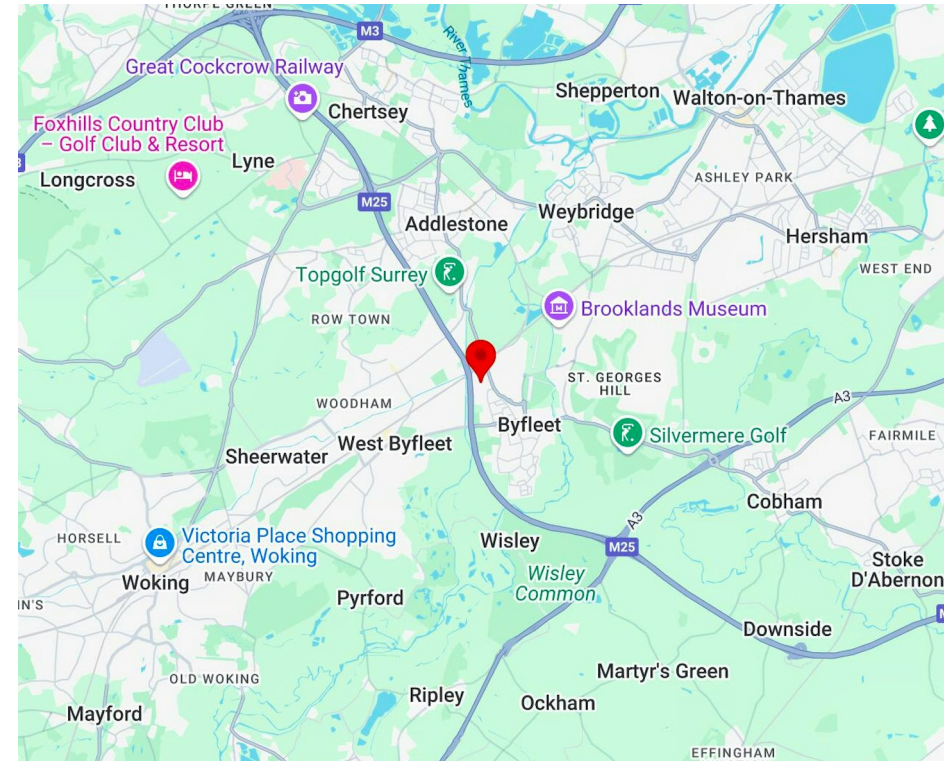 THORPE GREEN
M3
River Thames
Great Cockcrow Railway
Chertsey
Shepperton
Walton-on-Thames
Foxhills Country Club
– Golf Club & Resort
Lyne
Longcross
M25
ASHLEY PARK
Addlestone
Weybridge
Hersham
WEST END
Topgolf Surrey
Brooklands Museum
ROW TOWN
ST. GEORGES
HILL
A3
WOODHAM
Byfleet
West Byfleet
Silvermere Golf
FAIRMILE
Sheerwater
Cobham
A3
HORSELL
Victoria Place Shopping
Centre, Woking
Wisley
M25
Stoke
D'Abernon
Wisley
Common
Woking
MAYBURY
Pyrford
IN'S
Downside
Martyr's Green
OLD WOKING
Ripley
Ockham
Mayford
EFFINGHAM